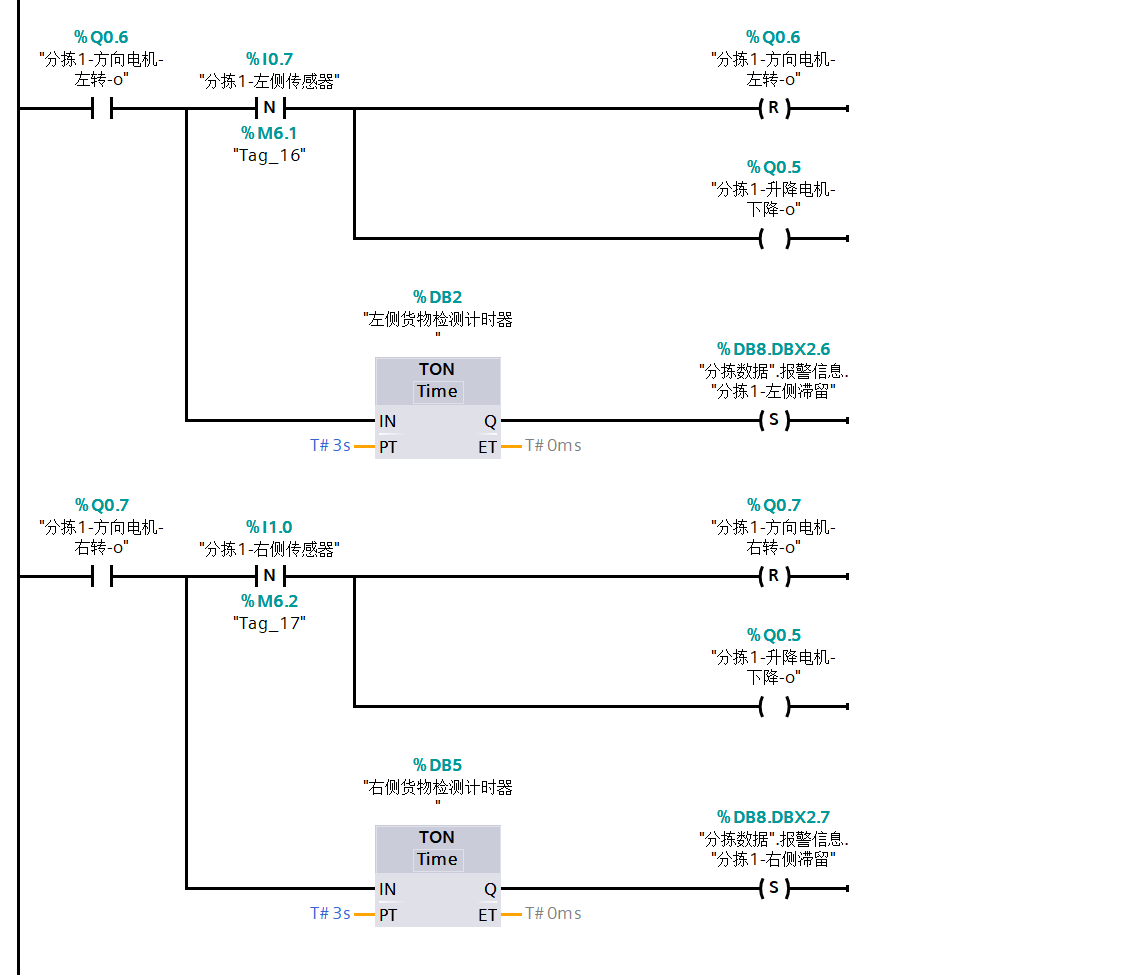 %Q0.6
"分拣1-方向电机-
左转-o"
%I0.7
"分拣1-左侧传感器"
N
%M6.1
"Tag_16"
%Q0.6
"分拣1-方向电机-
左转-o"
R
%Q0.5
"分拣1-升降电机-
下降-o"
%DB2
"左侧货物检测计时器
"
TON
Time
IN
Q
T#3s
PT
ET
T#0ms
%DB8.DBX2.6
"分拣数据".报警信息.
"分拣1-左侧滞留"
S
%Q0.7
"分拣1-方向电机-
右转-o"
%I1.0
"分拣1-右侧传感器"
N
%M6.2
"Tag_17"
%Q0.7
"分拣1-方向电机-
右转-o"
R
%Q0.5
"分拣1-升降电机-
下降-o"
%DB5
"右侧货物检测计时器
"
TON
Time
IN
Q
T#3s
PT
ET
T#0ms
%DB8.DBX2.7
"分拣数据".报警信息.
"分拣1-右侧滞留"
S